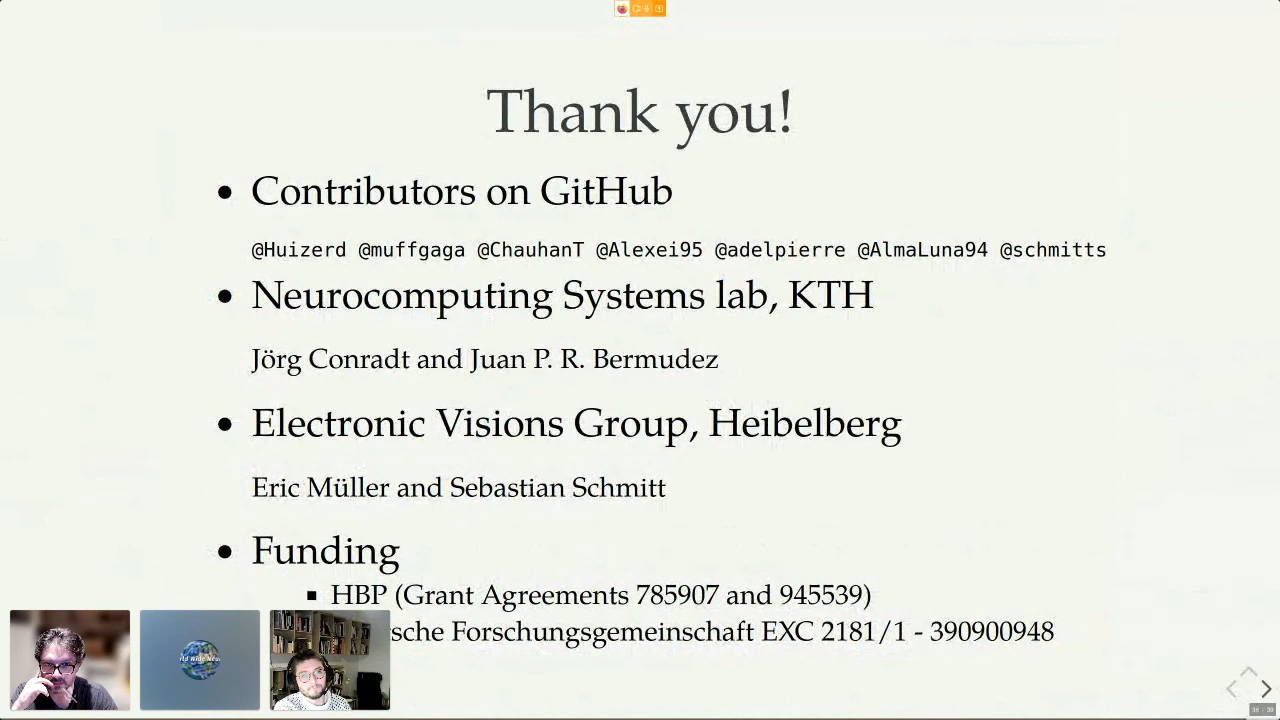 Thank you!
Contributors on GitHub
@Huizerd @muffgaga @ChauhanT @Alexei95 @adelpierre @AlmaLuna94 @schmitts
Neurocomputing Systems lab, KTH
Jörg Conradt and Juan P. R. Bermudez
Electronic Visions Group, Heibelberg
Eric Müller and Sebastian Schmitt
Funding
HBP (Grant Agreements 785907 and 945539)
rsche Forschungsgemeinschaft EXC 2181/1 - 390900948